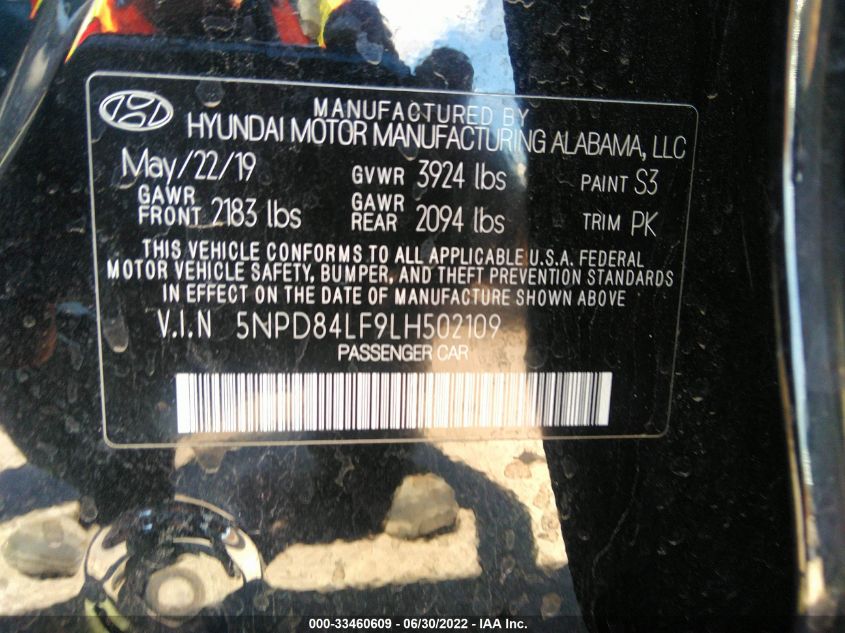 MANUFACTURED BY
HYUNDAI MOTOR MANUFACTURING ALABAMA, LLC
May/22/19 GVWR 3924 lbs PAINT S3
GAWR FRONT 2183 lbs GAWR REAR 2094 lbs TRIM PK
THIS VEHICLE CONFORMS TO ALL APPLICABLE U.S.A. FEDERAL
MOTOR VEHICLE SAFETY, BUMPER, AND THEFT PREVENTION STANDARDS
IN EFFECT ON THE DATE OF MANUFACTURE SHOWN ABOVE
V.I.N 5NPD84LF9LH502109
PASSENGER CAR
000-33460609 - 06/30/2022 - IAA Inc.